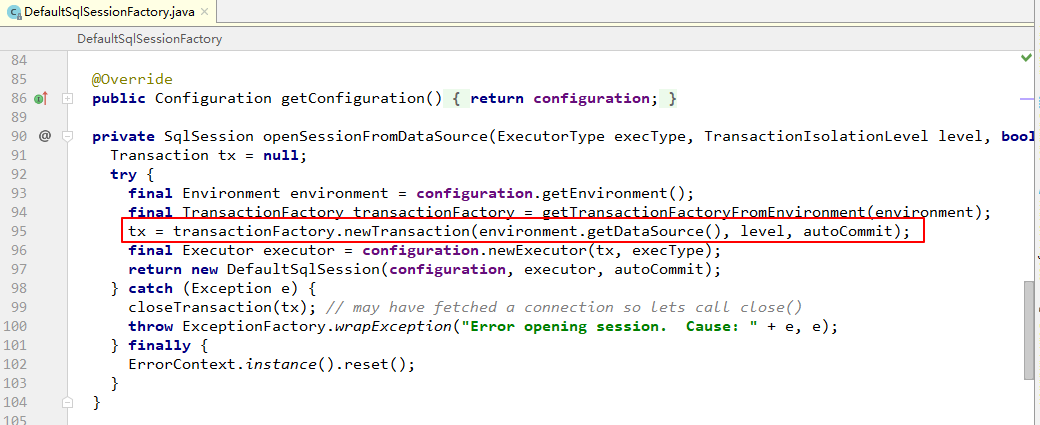 DefaultSqlSessionFactory.java
DefaultSqlSessionFactory
84
85 @Override
86 public Configuration getConfiguration() { return configuration; }
89
90 private SqlSession openSessionFromDataSource(ExecutorType execType, TransactionIsolationLevel level, bool
91 Transaction tx = null;
92 try {
93 final Environment environment = configuration.getEnvironment();
94 final TransactionFactory transactionFactory = getTransactionFactoryFromEnvironment(environment);
95 tx = transactionFactory.newTransaction(environment.getDataSource(), level, autoCommit);
96 final Executor executor = configuration.newExecutor(tx, execType);
97 return new DefaultSqlSession(configuration, executor, autoCommit);
98 } catch (Exception e) {
99 closeTransaction(tx); // may have fetched a connection so lets call close()
100 throw ExceptionFactory.wrapException("Error opening session.  Cause: " + e, e);
101 } finally {
102 ErrorContext.instance().reset();
103 }
104 }
105